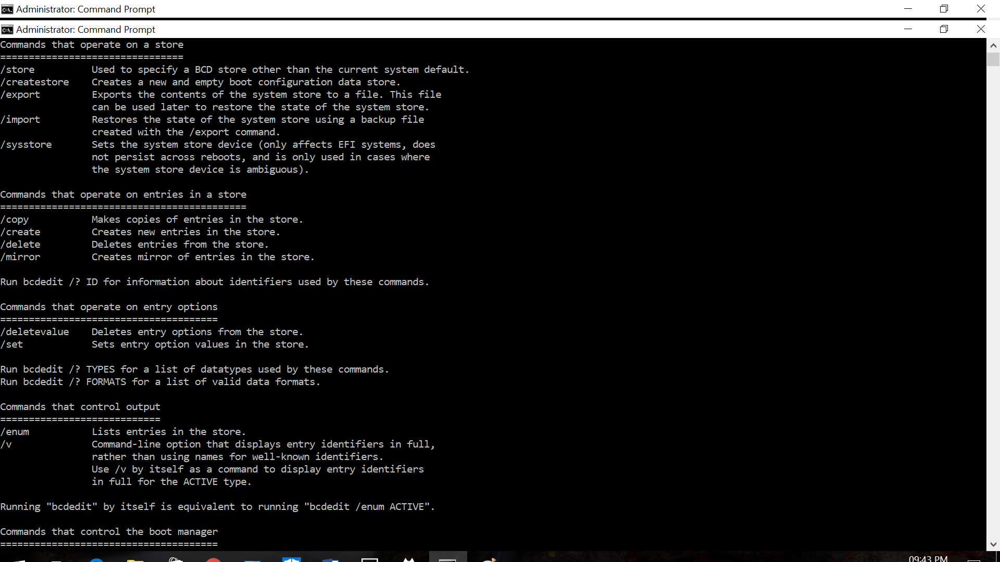 Administrator: Command Prompt
Administrator: Command Prompt
Commands that operate on a store
================================
/store          Used to specify a BCD store other than the current system default.
/createstore    Creates a new and empty boot configuration data store.
/export         Exports the contents of the system store to a file. This file
                can be used later to restore the state of the system store.
/import         Restores the state of the system store using a backup file
                created with the /export command.
/sysstore       Sets the system store device (only affects EFI systems, does
                not persist across reboots, and is only used in cases where
                the system store device is ambiguous).

Commands that operate on entries in a store
===========================================
/copy           Makes copies of entries in the store.
/create         Creates new entries in the store.
/delete         Deletes entries from the store.
/mirror         Creates mirror of entries in the store.

Run bcdedit /? ID for information about identifiers used by these commands.

Commands that operate on entry options
======================================
/deletevalue    Deletes entry options from the store.
/set            Sets entry option values in the store.

Run bcdedit /? TYPES for a list of datatypes used by these commands.
Run bcdedit /? FORMATS for a list of valid data formats.

Commands that control output
============================
/enum           Lists entries in the store.
/v              Command-line option that displays entry identifiers in full,
                rather than using names for well-known identifiers.
                Use /v by itself as a command to display entry identifiers
                in full for the ACTIVE type.

Running "bcdedit" by itself is equivalent to running "bcdedit /enum ACTIVE".

Commands that control the boot manager
======================================
09:43 PM